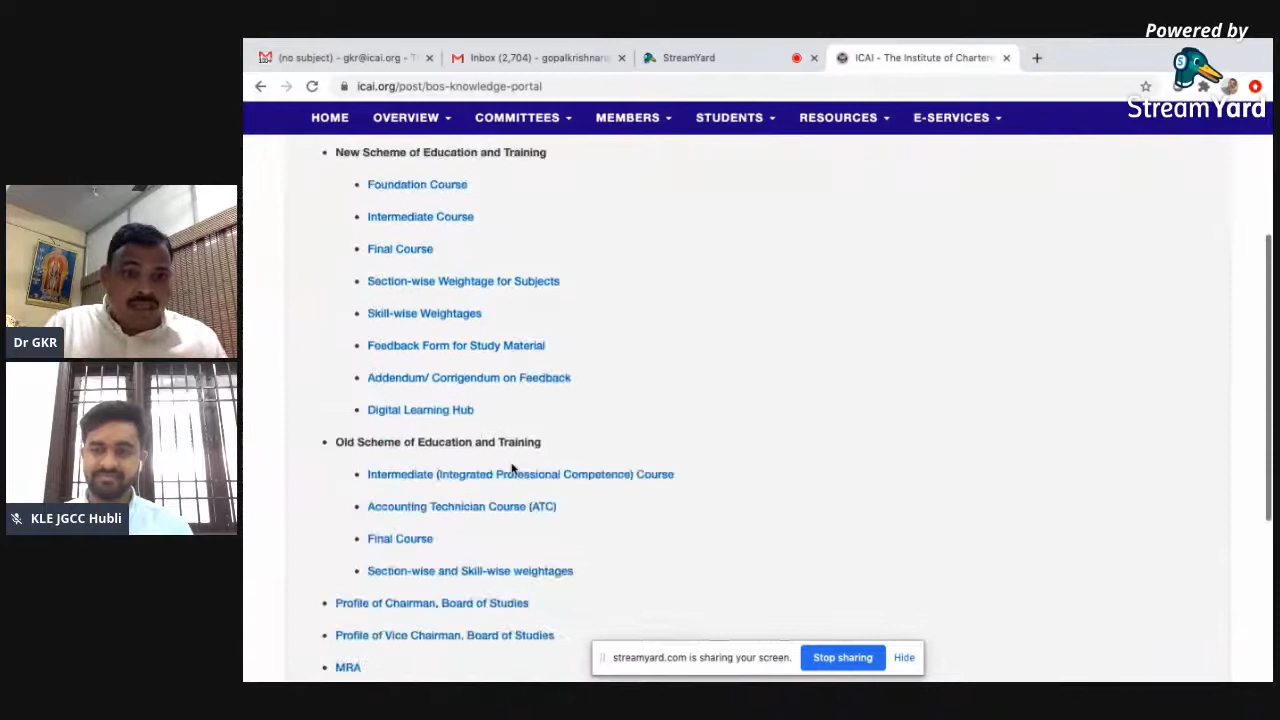 Powered by
StreamYard
(no subject) - gkr@icai.org - T
Inbox (2,704) - gopalkrishnara
StreamYard
ICAI - The Institute of Chartere
icai.org/post/bos-knowledge-portal
HOME OVERVIEW COMMITTEES MEMBERS STUDENTS RESOURCES E-SERVICES
New Scheme of Education and Training
Foundation Course
Intermediate Course
Final Course
Section-wise Weightage for Subjects
Skill-wise Weightages
Feedback Form for Study Material
Addendum/ Corrigendum on Feedback
Digital Learning Hub
Old Scheme of Education and Training
Intermediate (Integrated Professional Competence) Course
Accounting Technician Course (ATC)
Final Course
Section-wise and Skill-wise weightages
Profile of Chairman, Board of Studies
Profile of Vice Chairman, Board of Studies
MRA
streamyard.com is sharing your screen. Stop sharing Hide
Dr GKR
KLE JGCC Hubli